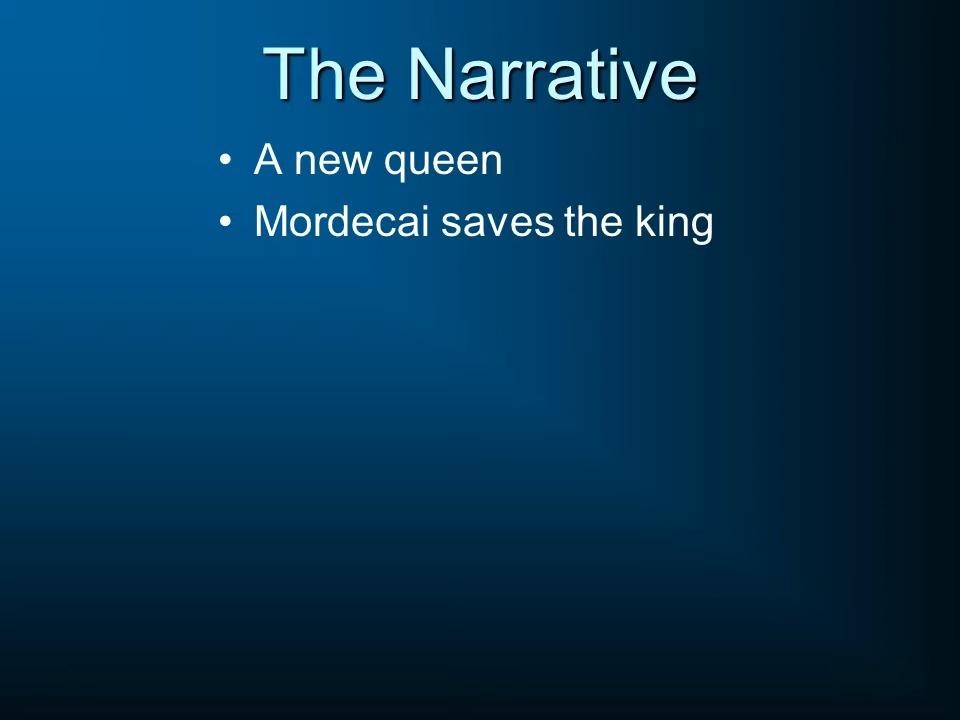 The Narrative
• A new queen
• Mordecai saves the king